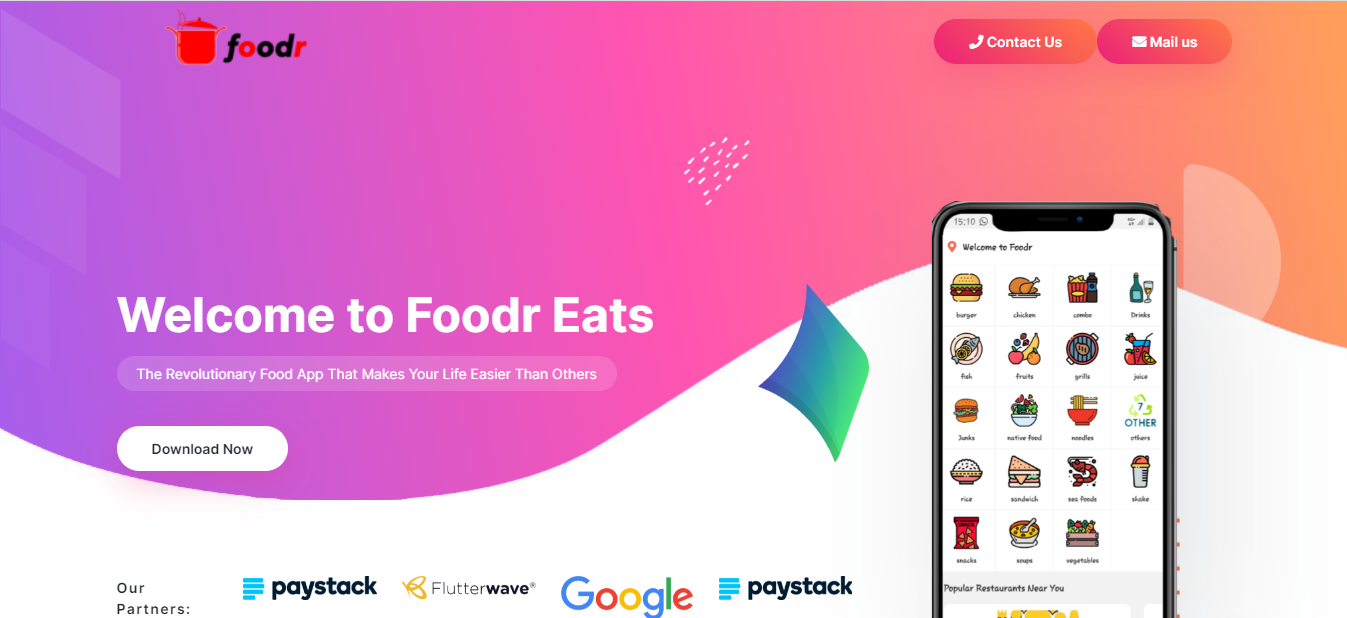 foodr
Contact Us
Mail us
Welcome to Foodr Eats
The Revolutionary Food App That Makes Your Life Easier Than Others
Download Now
15:10
Welcome to Foodr
burger chicken combo Drinks
fish fruits grills juice
7
OTHER
Junks native food noodles others
rice sandwich sea foods shake
SNACK
snacks soups vegetables
Popular Restaurants Near You
Our
Partners:
paystack Flutterwave® Google paystack